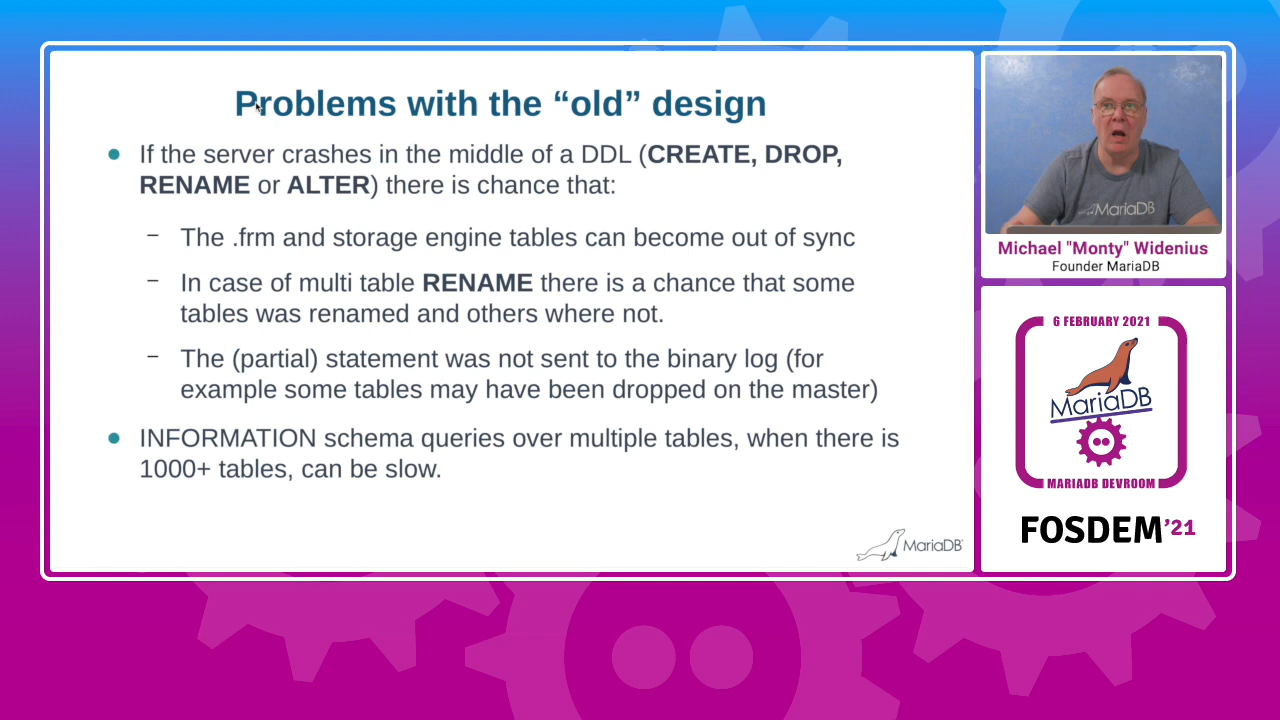 Problems with the “old” design
If the server crashes in the middle of a DDL (CREATE, DROP,
RENAME or ALTER) there is chance that:
The .frm and storage engine tables can become out of sync
In case of multi table RENAME there is a chance that some
tables was renamed and others where not.
The (partial) statement was not sent to the binary log (for
example some tables may have been dropped on the master)
INFORMATION schema queries over multiple tables, when there is
1000+ tables, can be slow.
MariaDB
MariaDB
Michael "Monty" Widenius
Founder MariaDB
6 FEBRUARY 2021
MariaDB
MARIADB DEVROOM
FOSDEM’21